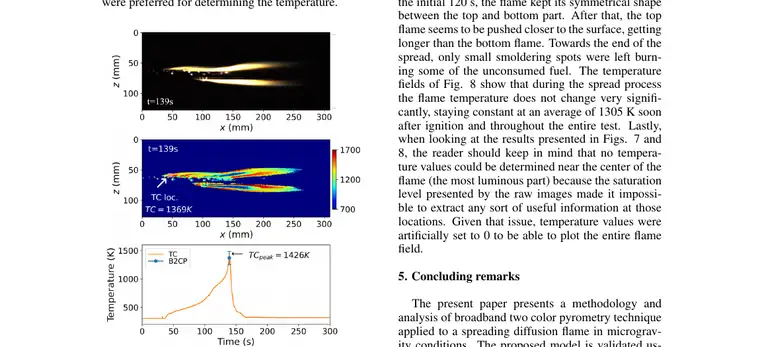 were preferred for determining the temperature.
0
50
100
z (mm)
t=139s
0 50 100 150 200 250 300
x (mm)
0
50
100
z (mm)
t=139s
TC loc.
TC = 1369K
1700
1200
700
0 50 100 150 200 250 300
x (mm)
1500
1000
500
Temperature (K)
TC
B2CP
TCpeak = 1426K
0 50 100 150 200 250 300
Time (s)
the initial 120 s, the flame kept its symmetrical shape
between the top and bottom part. After that, the top
flame seems to be pushed closer to the surface, getting
longer than the bottom flame. Towards the end of the
spread, only small smoldering spots were left burn-
ing some of the unconsumed fuel. The temperature
fields of Fig. 8 show that during the spread process
the flame temperature does not change very signifi-
cantly, staying constant at an average of 1305 K soon
after ignition and throughout the entire test. Lastly,
when looking at the results presented in Figs. 7 and
8, the reader should keep in mind that no tempera-
ture values could be determined near the center of the
flame (the most luminous part) because the saturation
level presented by the raw images made it impossi-
ble to extract any sort of useful information at those
locations. Given that issue, temperature values were
artificially set to 0 to be able to plot the entire flame
field.
5. Concluding remarks
The present paper presents a methodology and
analysis of broadband two color pyrometry technique
applied to a spreading diffusion flame in microgravi-
ity conditions. The proposed model is validated us-